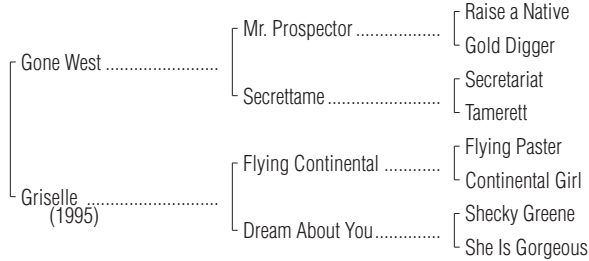 Raise a Native
Mr. Prospector ..................
Gold Digger
Gone West ........................
Secretariat
Secrettame ........................
Tamerett
Flying Paster
Flying Continental ............
Continental Girl
Griselle ............................
(1995)
Shecky Greene
Dream About You..............
She Is Gorgeous